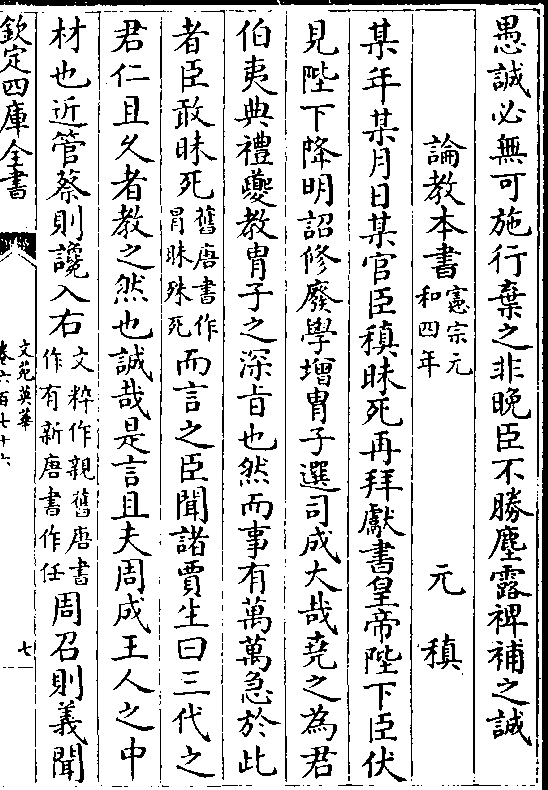 愚誠必無可施行棄之非晚臣不勝塵露裨補之誠
論教本書憲宗元和四年 元稹
某年某月日某官臣稹昧死再拜獻書皇帝陛下臣伏
見陛下降明詔修廢學增胄子選司成大哉堯之為君
伯夷典禮夔教胄子之深旨也然而事有萬萬急於此
者臣敢昧死舊唐書作冒昧殊死而言之臣聞諸賈生曰三代之
君仁且久者教之然也誠哉是言且夫周成王人之中
材也近管蔡則讒入右文粹作親舊唐書作有新唐書作任周召則義聞
欽定四庫全書 文苑英華 卷六百七十六 七